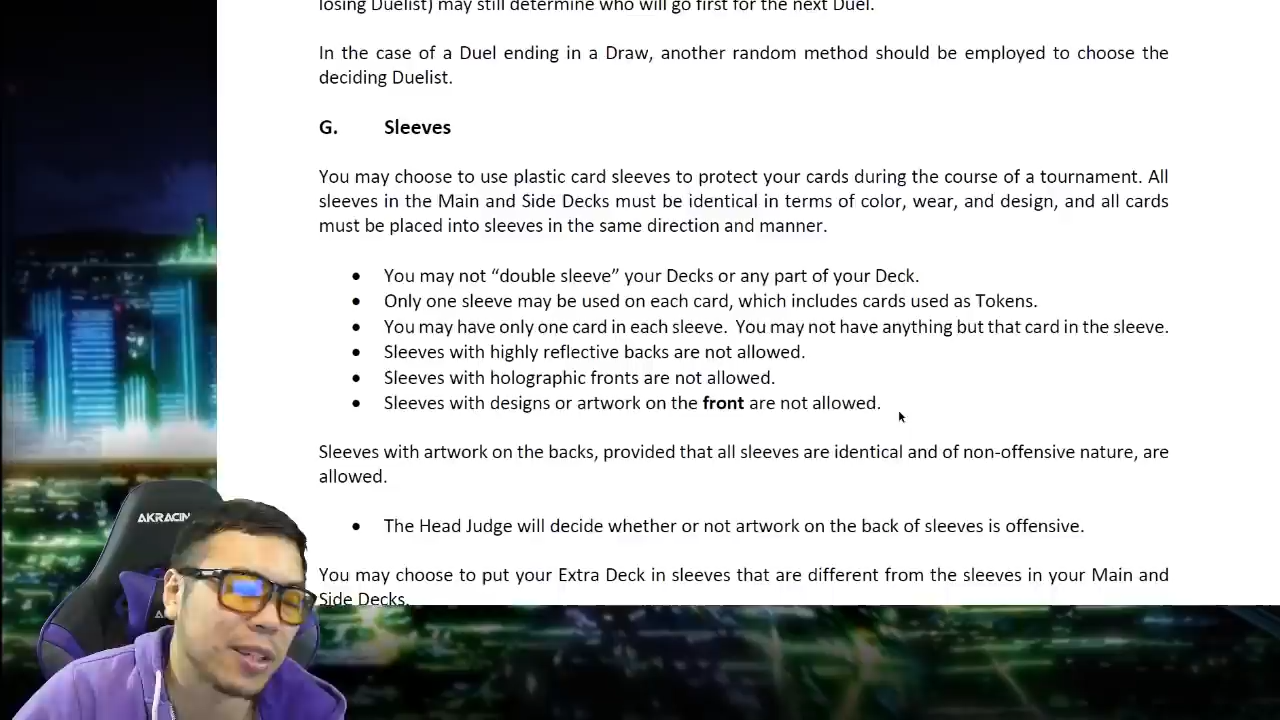 losing Duelist) may still determine who will go first for the next Duel.
In the case of a Duel ending in a Draw, another random method should be employed to choose the
deciding Duelist.
G. Sleeves
You may choose to use plastic card sleeves to protect your cards during the course of a tournament. All
sleeves in the Main and Side Decks must be identical in terms of color, wear, and design, and all cards
must be placed into sleeves in the same direction and manner.
• You may not “double sleeve” your Decks or any part of your Deck.
• Only one sleeve may be used on each card, which includes cards used as Tokens.
• You may have only one card in each sleeve. You may not have anything but that card in the sleeve.
• Sleeves with highly reflective backs are not allowed.
• Sleeves with holographic fronts are not allowed.
• Sleeves with designs or artwork on the front are not allowed.
Sleeves with artwork on the backs, provided that all sleeves are identical and of non-offensive nature, are
allowed.
• The Head Judge will decide whether or not artwork on the back of sleeves is offensive.
You may choose to put your Extra Deck in sleeves that are different from the sleeves in your Main and
Side Decks.
AKRACIN